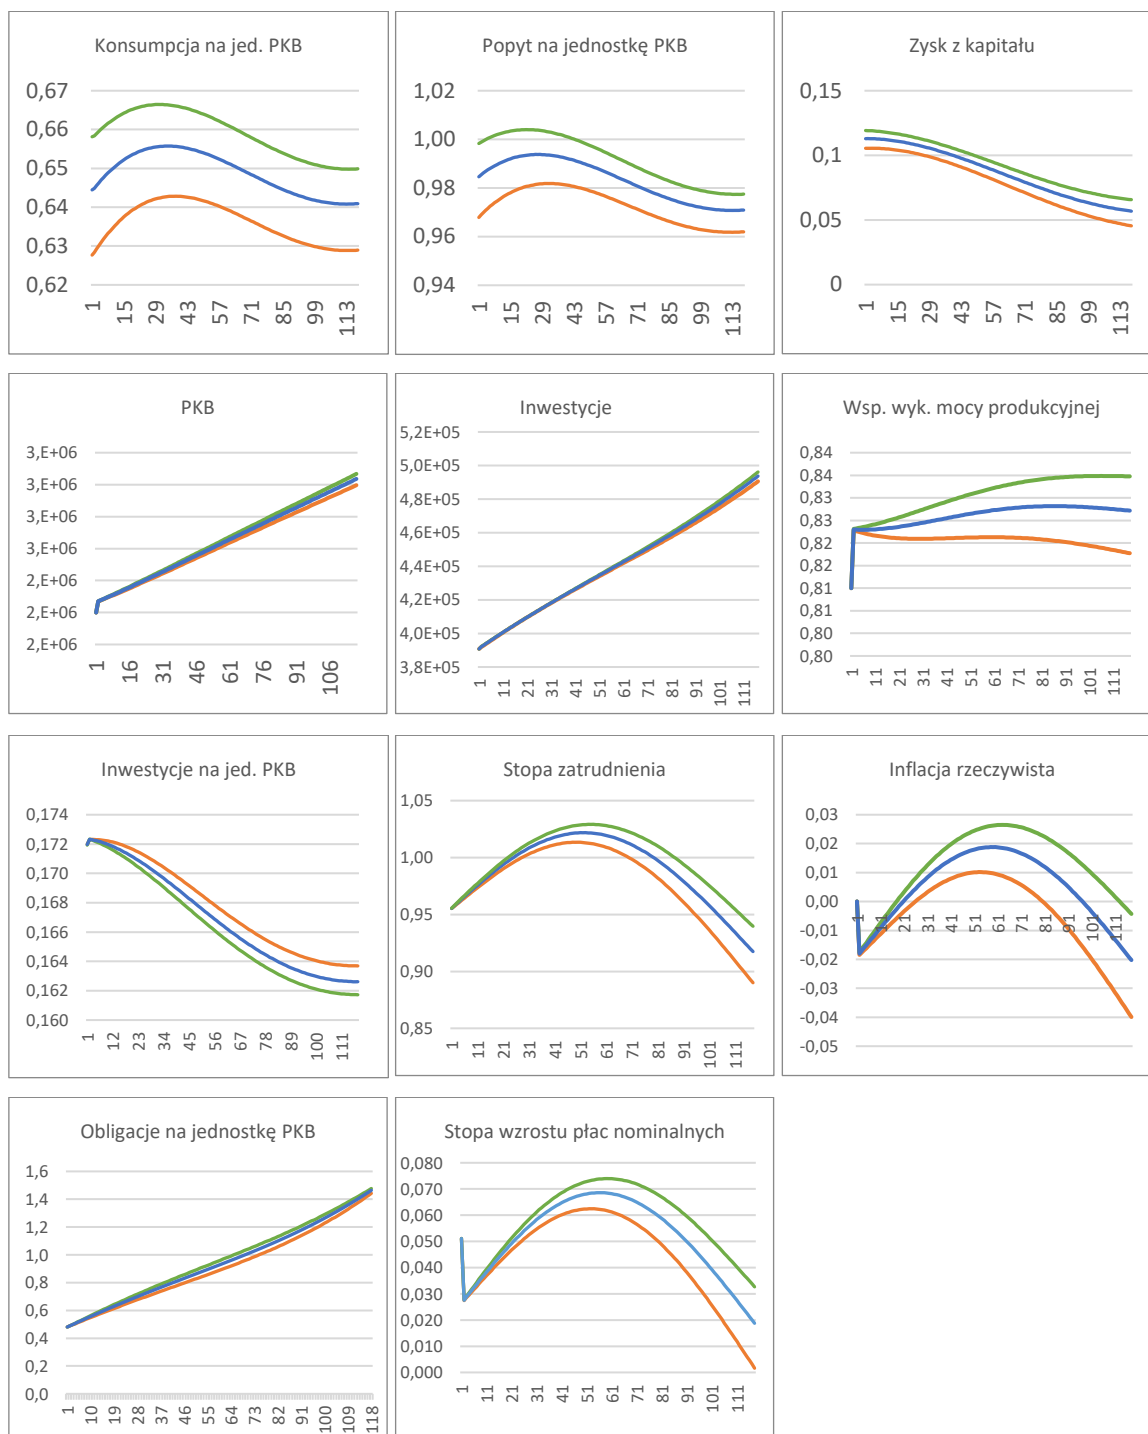 Konsumpcja na jed. PKB
0,67
0,66
0,65
0,64
0,63
0,62
1 15 29 43 57 71 85 99 113
Popyt na jednostkę PKB
1,02
1,00
0,98
0,96
0,94
1 15 29 43 57 71 85 99 113
Zysk z kapitału
0,15
0,1
0,05
0
1 15 29 43 57 71 85 99 113
PKB
3,E+06
3,E+06
3,E+06
3,E+06
2,E+06
2,E+06
2,E+06
1 16 31 46 61 76 91 106
Inwestycje
5,2E+05
5,0E+05
4,8E+05
4,6E+05
4,4E+05
4,2E+05
4,0E+05
3,8E+05
1 11 21 31 41 51 61 71 81 91 101 111
Wsp. wyk. mocy produkcyjnej
0,84
0,84
0,83
0,83
0,82
0,82
0,81
0,81
0,80
0,80
1 11 21 31 41 51 61 71 81 91 101 111
Inwestycje na jed. PKB
0,174
0,172
0,170
0,168
0,166
0,164
0,162
0,160
1 12 23 34 45 56 67 78 89 100 111
Stopa zatrudnienia
1,05
1,00
0,95
0,90
0,85
1 11 21 31 41 51 61 71 81 91 101 111
Inflacja rzeczywista
0,03
0,02
0,01
0,00
-0,01
-0,02
-0,03
-0,04
-0,05
1 11 21 31 41 51 61 71 81 91 101 111
Obligacje na jednostkę PKB
1,6
1,4
1,2
1,0
0,8
0,6
0,4
0,2
0,0
1 10 19 28 37 46 55 64 73 82 91 100 109 118
Stopa wzrostu płac nominalnych
0,080
0,070
0,060
0,050
0,040
0,030
0,020
0,010
0,000
1 11 21 31 41 51 61 71 81 91 101 111